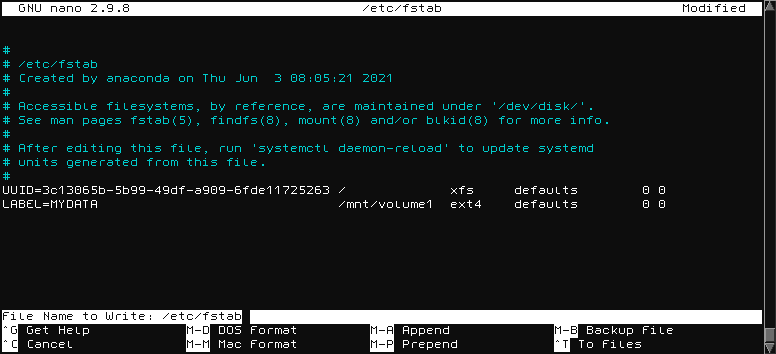 GNU nano 2.9.8 /etc/fstab Modified
#
# /etc/fstab
# Created by anaconda on Thu Jun  3 08:05:21 2021
#
# Accessible filesystems, by reference, are maintained under '/dev/disk/'.
# See man pages fstab(5), findfs(8), mount(8) and/or blkid(8) for more info.
#
# After editing this file, run 'systemctl daemon-reload' to update systemd
# units generated from this file.
#
UUID=3c13065b-5b99-49df-a909-6fde11725263 / xfs defaults 0 0
LABEL=MYDATA /mnt/volume1 ext4 defaults 0 0
File Name to Write: /etc/fstab
^G Get Help M-D DOS Format M-A Append M-B Backup File
^C Cancel M-M Mac Format M-P Prepend ^T To Files